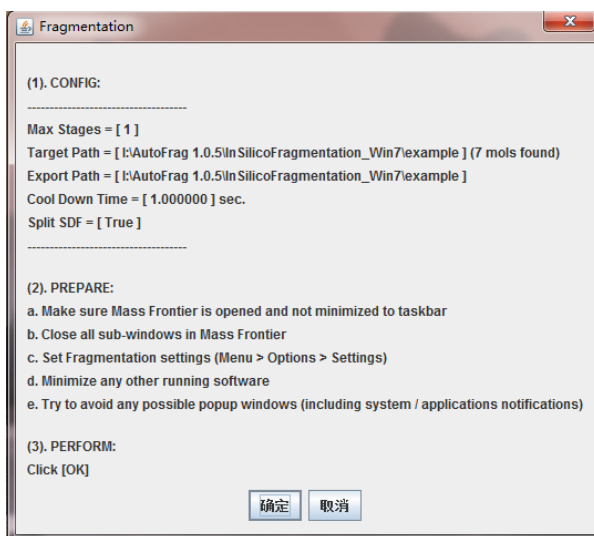 Fragmentation
(1). CONFIG:
------------------------------------
Max Stages = [ 1 ]
Target Path = [ I:\AutoFrag 1.0.5\InSilicoFragmentation_Win7\example ] (7 mols found)
Export Path = [ I:\AutoFrag 1.0.5\InSilicoFragmentation_Win7\example ]
Cool Down Time = [ 1.000000 ] sec.
Split SDF = [ True ]
------------------------------------
(2). PREPARE:
a. Make sure Mass Frontier is opened and not minimized to taskbar
b. Close all sub-windows in Mass Frontier
c. Set Fragmentation settings (Menu > Options > Settings)
d. Minimize any other running software
e. Try to avoid any possible popup windows (including system / applications notifications)
(3). PERFORM:
Click [OK]
确定 取消